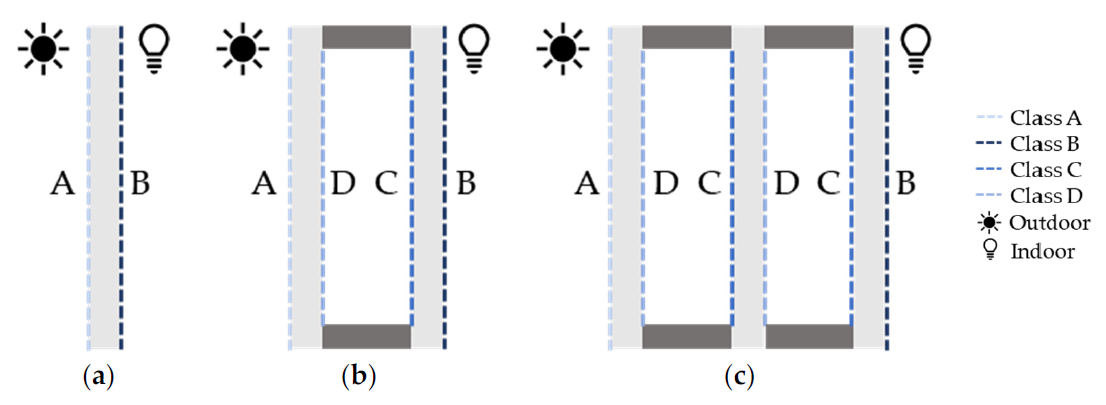 A B
A D C B
A D C D C B
Class A
Class B
Class C
Class D
Outdoor
Indoor
(a) (b) (c)